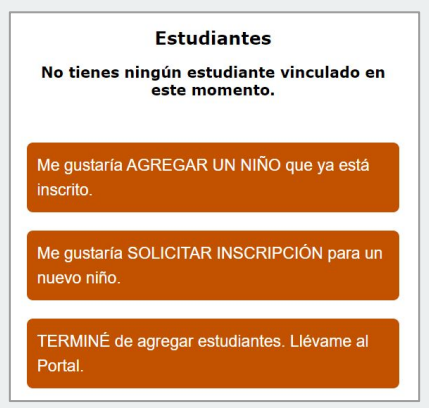 Estudiantes
No tienes ningún estudiante vinculado en
este momento.
Me gustaría AGREGAR UN NIÑO que ya está
inscrito.
Me gustaría SOLICITAR INSCRIPCIÓN para un
nuevo niño.
TERMINÉ de agregar estudiantes. Llévame al
Portal.